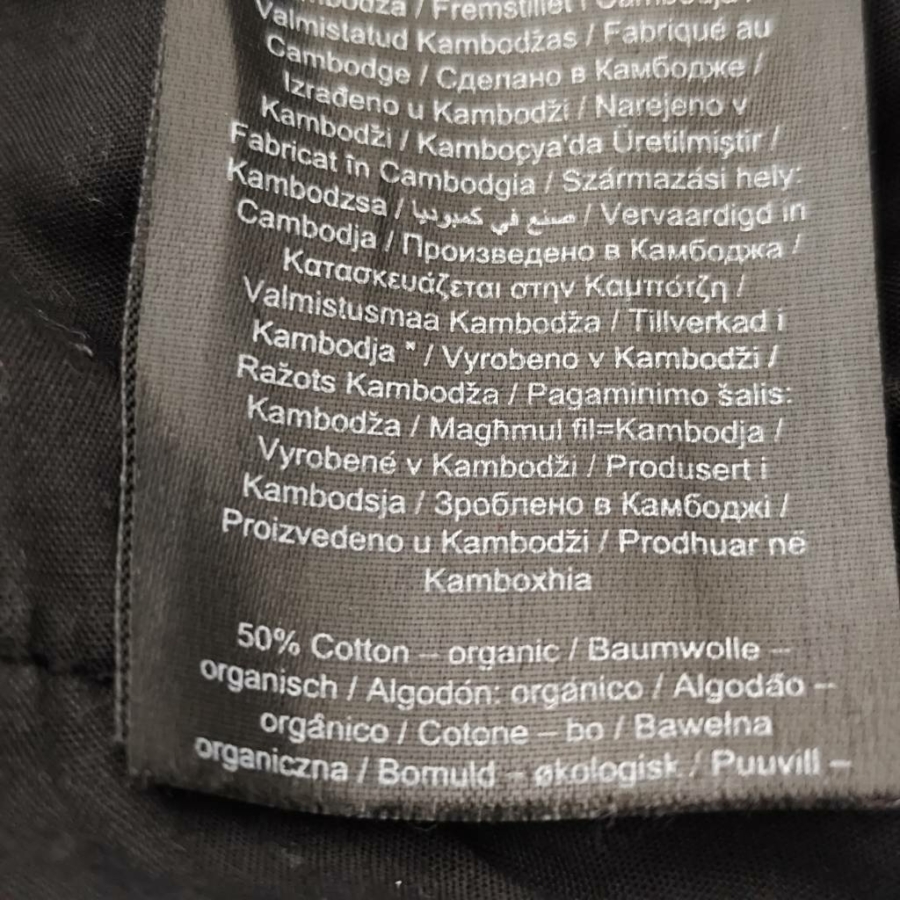 / Fremstillet i Cambodja /
Valmistatud Kambodžas / Fabriqué au
Cambodge / Сделано в Камбодже /
Izrađeno u Kambodži / Narejeno v
Kambodži / Kamboçya'da Üretilmiştir /
Fabricat în Cambodgia / Származási hely:
Kambodzsa / صنع في كمبوديا / Vervaardigd in
Cambodja / Произведено в Камбоджа /
Κατασκευάζεται στην Καμπότζη /
Valmistusmaa Kambodža / Tillverkad i
Kambodja * / Vyrobeno v Kambodži /
Ražots Kambodža / Pagaminimo šalis:
Kambodža / Magħmul fil=Kambodja /
Vyrobené v Kambodži / Produsert i
Kambodsja / Зроблено в Камбоджі /
Proizvedeno u Kambodži / Prodhuar në
Kamboxhia
50% Cotton – organic / Baumwolle –
organisch / Algodón: orgánico / Algodão –
orgânico / Cotone – bo / Bawełna
organiczna / Bomuld – økologisk / Puuvill –